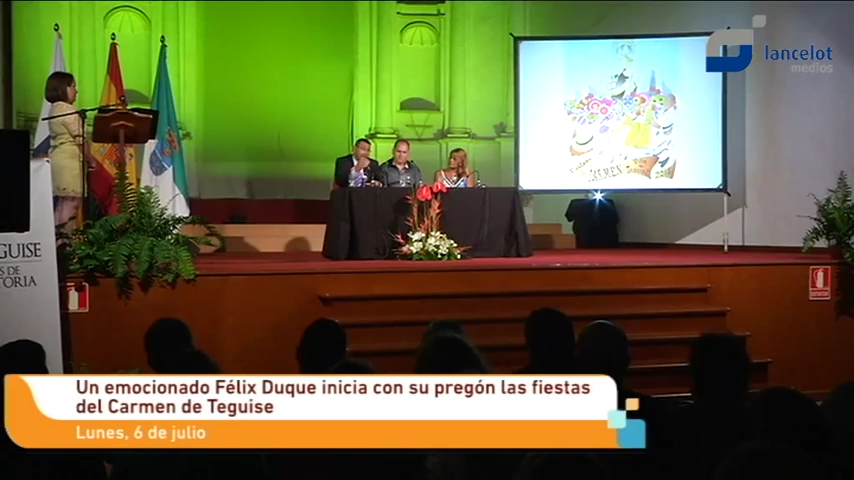 lancelot
medios
CARMEN
GUISE
S DE
TORIA
Un emocionado Félix Duque inicia con su pregón las fiestas
del Carmen de Teguise
Lunes, 6 de julio